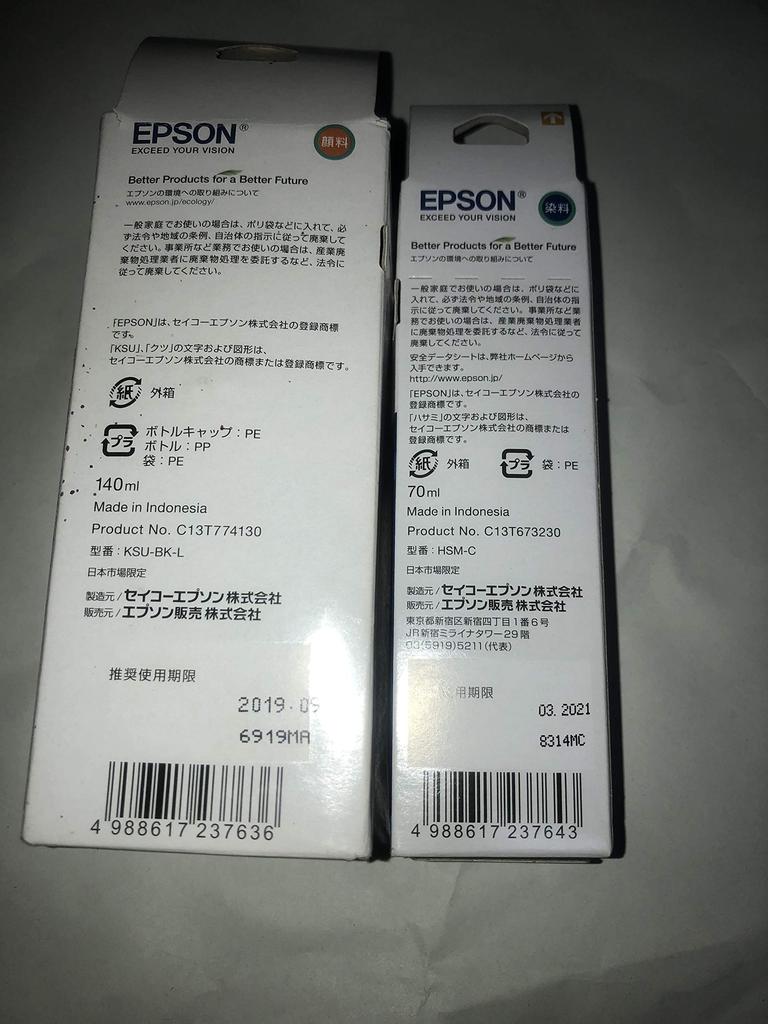 EPSON®
EXCEED YOUR VISION
顔料
Better Products for a Better Future
エプソンの環境への取り組みについて
www.epson.jp/ecology/
一般家庭でお使いの場合は、ポリ袋などに入れて、必
ず法令や地域の条例、自治体の指示に従って廃棄して
ください。事業所など業務でお使いの場合は、産業廃
棄物処理業者に廃棄物処理を委託するなど、法令に
従って廃棄してください。
「EPSON」は、セイコーエプソン株式会社の登録商標
です。
「KSU」、「クツ」の文字および図形は、
セイコーエプソン株式会社の商標または登録商標です。
紙 外箱
プラ ボトルキャップ:PE
ボトル:PP
袋:PE
140ml
Made in Indonesia
Product No. C13T774130
型番:KSU-BK-L
日本市場限定
製造元/セイコーエプソン株式会社
販売元/エプソン販売株式会社
推奨使用期限
2019.09
6919MA
4 988617 237636
EPSON®
EXCEED YOUR VISION
染料
Better Products for a Better Future
エプソンの環境への取り組みについて
一般家庭でお使いの場合は、ポリ袋などに
入れて、必ず法令や地域の条例、自治体の指
示に従って廃棄してください。事業所など業
務でお使いの場合は、産業廃棄物処理業者
に廃棄物処理を委託するなど、法令に従って
廃棄してください。
安全データシートは、弊社ホームページから
入手できます。
http://www.epson.jp/
「EPSON」は、セイコーエプソン株式会社の
登録商標です。
「ハサミ」の文字および図形は、
セイコーエプソン株式会社の商標または
登録商標です。
紙 外箱 プラ 袋:PE
70ml
Made in Indonesia
Product No. C13T673230
型番:HSM-C
日本市場限定
製造元/セイコーエプソン株式会社
販売元/エプソン販売株式会社
東京都新宿区新宿四丁目1番6号
JR新宿ミライナタワー29階
03(5919)5211(代表)
使用期限
03.2021
8314MC
4 988617 237643